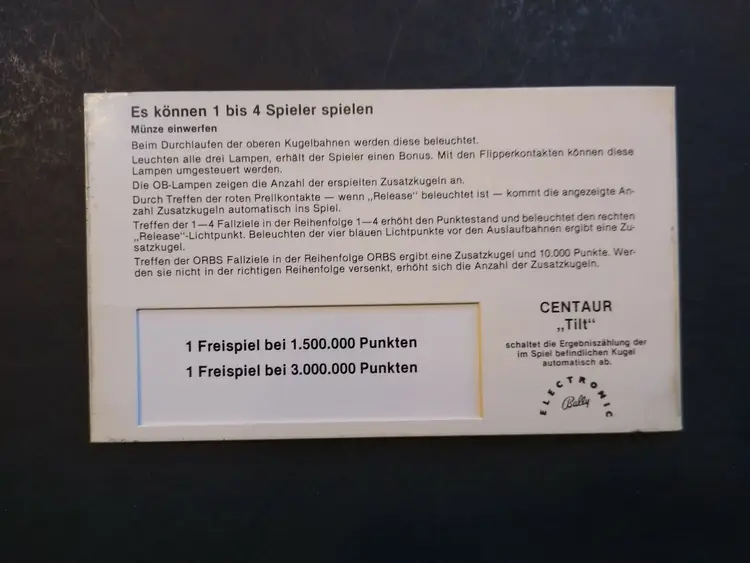 Es können 1 bis 4 Spieler spielen
Münze einwerfen
Beim Durchlaufen der oberen Kugelbahnen werden diese beleuchtet.
Leuchten alle drei Lampen, erhält der Spieler einen Bonus. Mit den Flipperkontakten können diese
Lampen umgesteuert werden.
Die OB-Lampen zeigen die Anzahl der erspielten Zusatzkugeln an.
Durch Treffen der roten Prellkontakte — wenn „Release" beleuchtet ist — kommt die angezeigte An-
zahl Zusatzkugeln automatisch ins Spiel.
Treffen der 1—4 Fallziele in der Reihenfolge 1—4 erhöht den Punktestand und beleuchtet den rechten
„Release"-Lichtpunkt. Beleuchten der vier blauen Lichtpunkte vor den Auslaufbahnen ergibt eine Zu-
satzkugel.
Treffen der ORBS Fallziele in der Reihenfolge ORBS ergibt eine Zusatzkugel und 10.000 Punkte. Wer-
den sie nicht in der richtigen Reihenfolge versenkt, erhöht sich die Anzahl der Zusatzkugeln.
1 Freispiel bei 1.500.000 Punkten
1 Freispiel bei 3.000.000 Punkten
CENTAUR
„Tilt"
schaltet die Ergebniszählung der
im Spiel befindlichen Kugel
automatisch ab.
ELECTRONIC
Bally